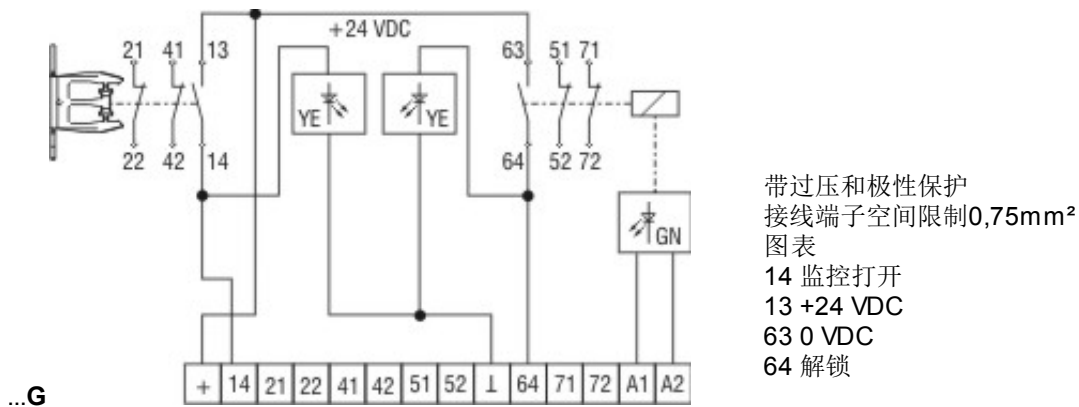 +24 VDC
21 41 13
63 51 71
YE
YE
22 42 14
64 52 72
GN
+ 14 21 22 41 42 51 52 ⊥ 64 71 72 A1 A2
...G
带过压和极性保护
接线端子空间限制0,75mm²
图表
14 监控打开
13 +24 VDC
63 0 VDC
64 解锁